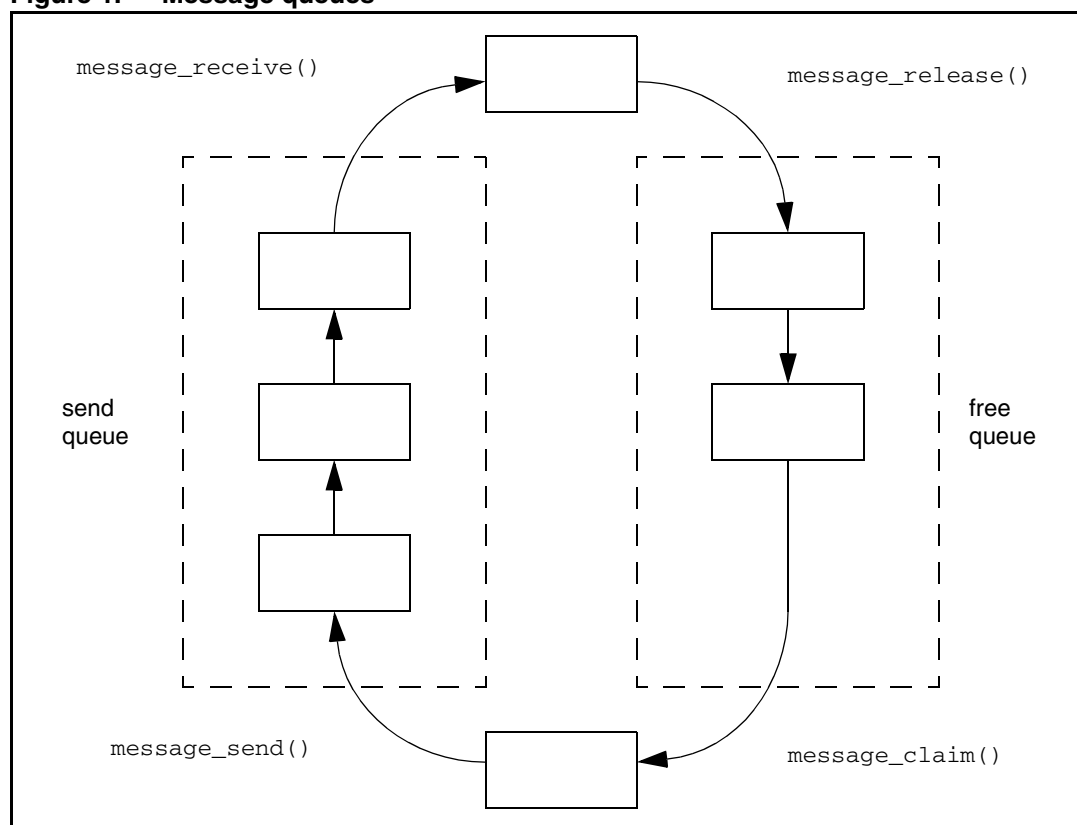 Figure 1. Message queues
message_receive()
message_release()
send
queue
free
queue
message_send()
message_claim()